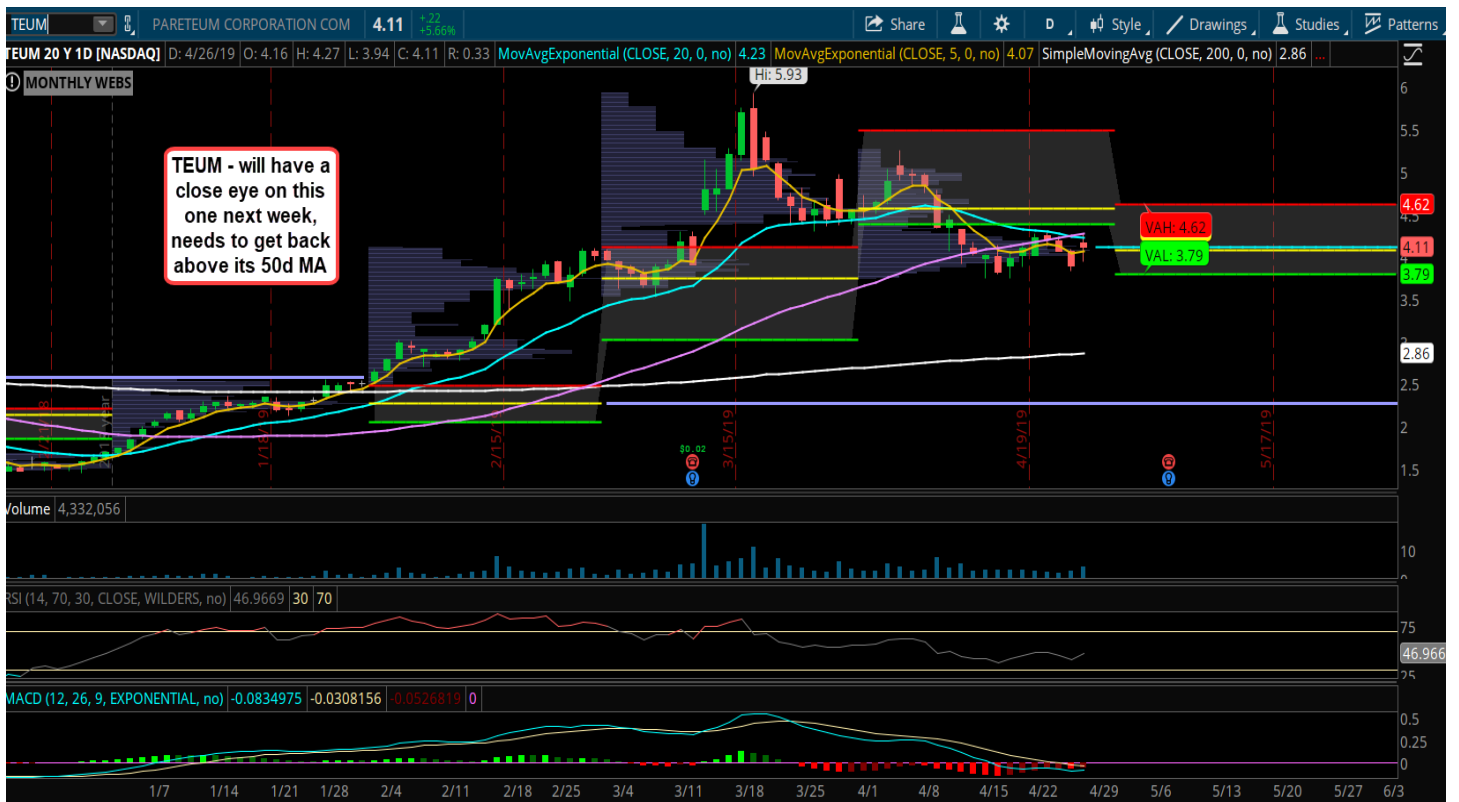 TEUM PARETEUM CORPORATION COM 4.11 +.22 +5.66% Share D Style Drawings Studies Patterns
TEUM 20 Y 1D [NASDAQ] D: 4/26/19 O: 4.16 H: 4.27 L: 3.94 C: 4.11 R: 0.33 MovAvgExponential (CLOSE, 20, 0, no) 4.23 MovAvgExponential (CLOSE, 5, 0, no) 4.07 SimpleMovingAvg (CLOSE, 200, 0, no) 2.86 ...
MONTHLY WEBS
Hi: 5.93
TEUM - will have a
close eye on this
one next week,
needs to get back
above its 50d MA
6
5.5
5
4.62
4.5
VAH: 4.62
4.11
4
VAL: 3.79
3.79
3.5
2.86
2.5
2
1.5
1/18/19
2/15/19
3/15/19
4/19/19
5/17/19
$0.02
Volume 4,332,056
10
RSI (14, 70, 30, CLOSE, WILDERS, no) 46.9669 30 70
75
46.966
25
MACD (12, 26, 9, EXPONENTIAL, no) -0.0834975 -0.0308156 -0.0526819 0
0.5
0.25
0
1/7 1/14 1/21 1/28 2/4 2/11 2/18 2/25 3/4 3/11 3/18 3/25 4/1 4/8 4/15 4/22 4/29 5/6 5/13 5/20 5/27 6/3